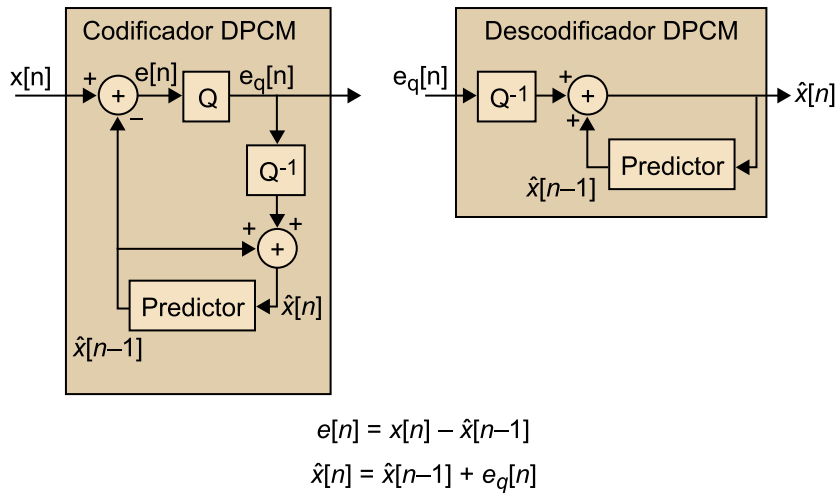 Codificador DPCM
x[n]
+
+
e[n]
Q
e_q[n]
–
Q⁻¹
+
+
+
Predictor
x̂[n]
x̂[n–1]
Descodificador DPCM
e_q[n]
Q⁻¹
+
+
+
x̂[n]
Predictor
x̂[n–1]
e[n] = x[n] – x̂[n–1]
x̂[n] = x̂[n–1] + e_q[n]